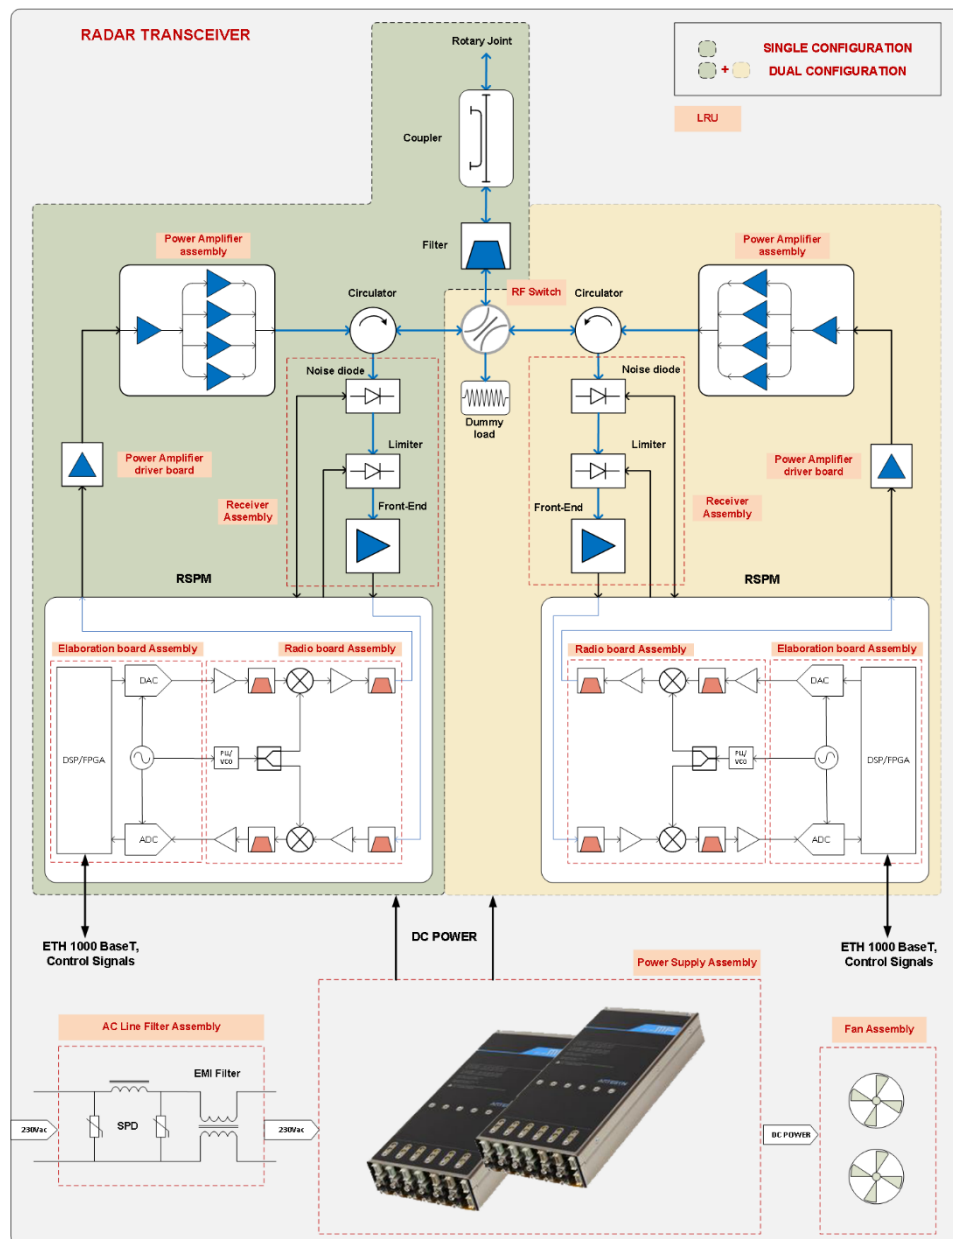 RADAR TRANSCEIVER
Rotary Joint
SINGLE CONFIGURATION
+
DUAL CONFIGURATION
LRU
Coupler
Filter
Power Amplifier
assembly
Power Amplifier
assembly
Circulator
RF Switch
Circulator
Noise diode
Noise diode
Dummy
load
Limiter
Limiter
Power Amplifier
driver board
Power Amplifier
driver board
Receiver
Assembly
Front-End
Front-End
Receiver
Assembly
RSPM
RSPM
Elaboration board Assembly
Radio board Assembly
Radio board Assembly
Elaboration board Assembly
DAC
DAC
DSP/FPGA
PLL/
VCO
PLL/
VCO
DSP/FPGA
ADC
ADC
ETH 1000 BaseT,
Control Signals
DC POWER
ETH 1000 BaseT,
Control Signals
Power Supply Assembly
AC Line Filter Assembly
Fan Assembly
EMI Filter
230Vac
SPD
230Vac
DC POWER